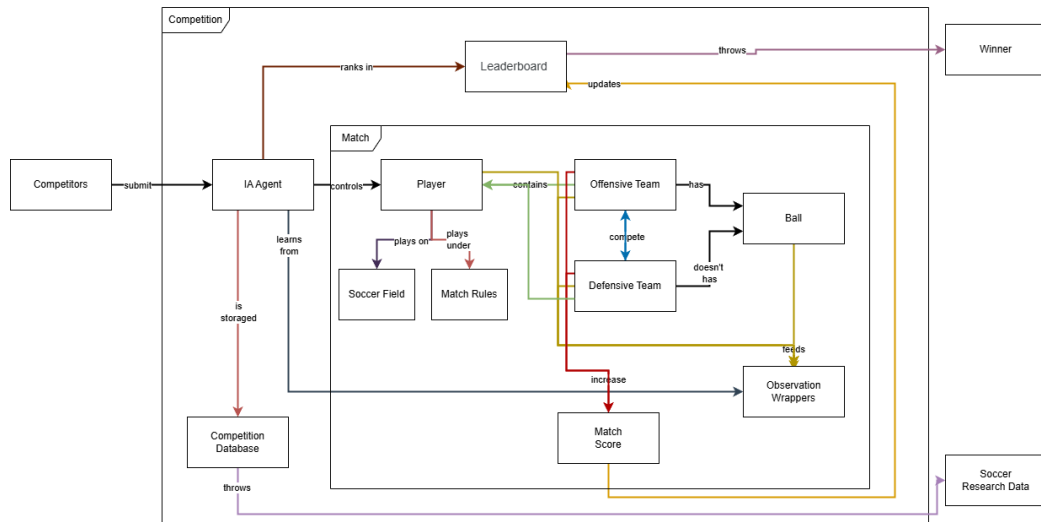 Competition
Leaderboard
throws
Winner
ranks in
updates
Match
Competitors
submit
IA Agent
controls
Player
contains
Offensive Team
has
Ball
learns
from
plays on
plays
under
compete
doesn't
has
Soccer Field
Match Rules
Defensive Team
is
storaged
feeds
increase
Observation
Wrappers
Competition
Database
Match
Score
throws
Soccer
Research Data